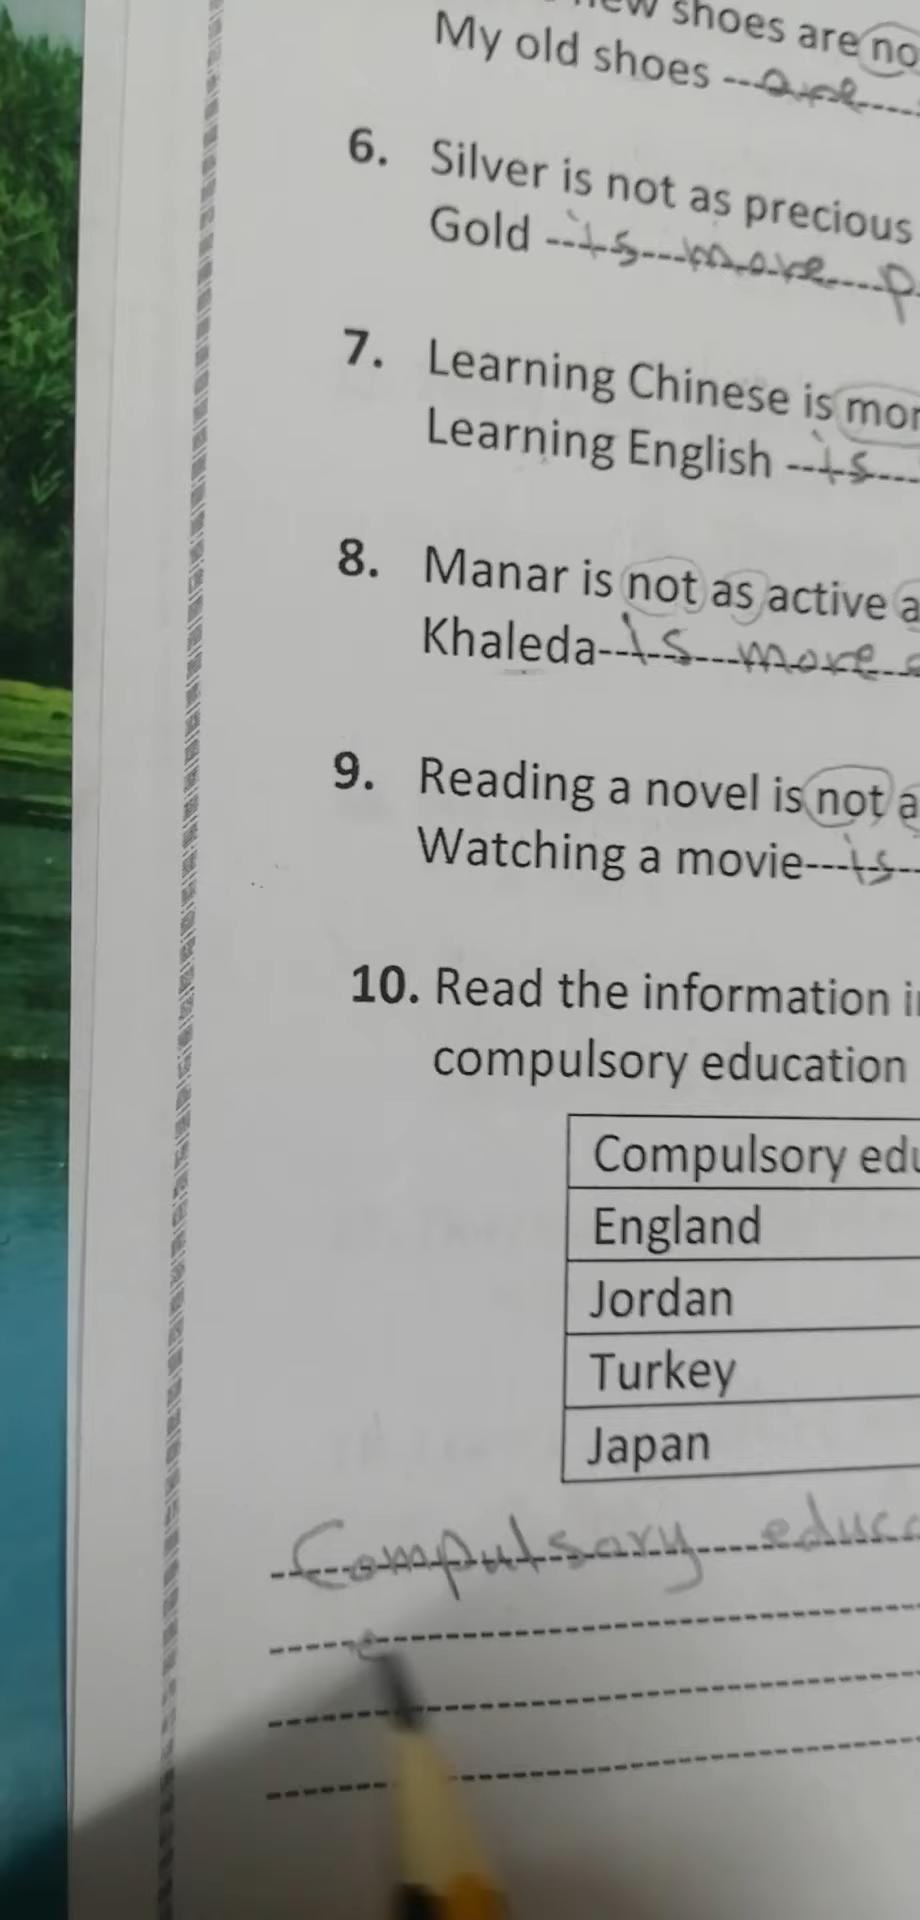 shoes are no
My old shoes are
6. Silver is not as precious
Gold is more p
7. Learning Chinese is mor
Learning English is
8. Manar is not as active a
Khaleda is more
9. Reading a novel is not a
Watching a movie is
10. Read the information i
compulsory education
Compulsory edu
England
Jordan
Turkey
Japan
Compulsory educa